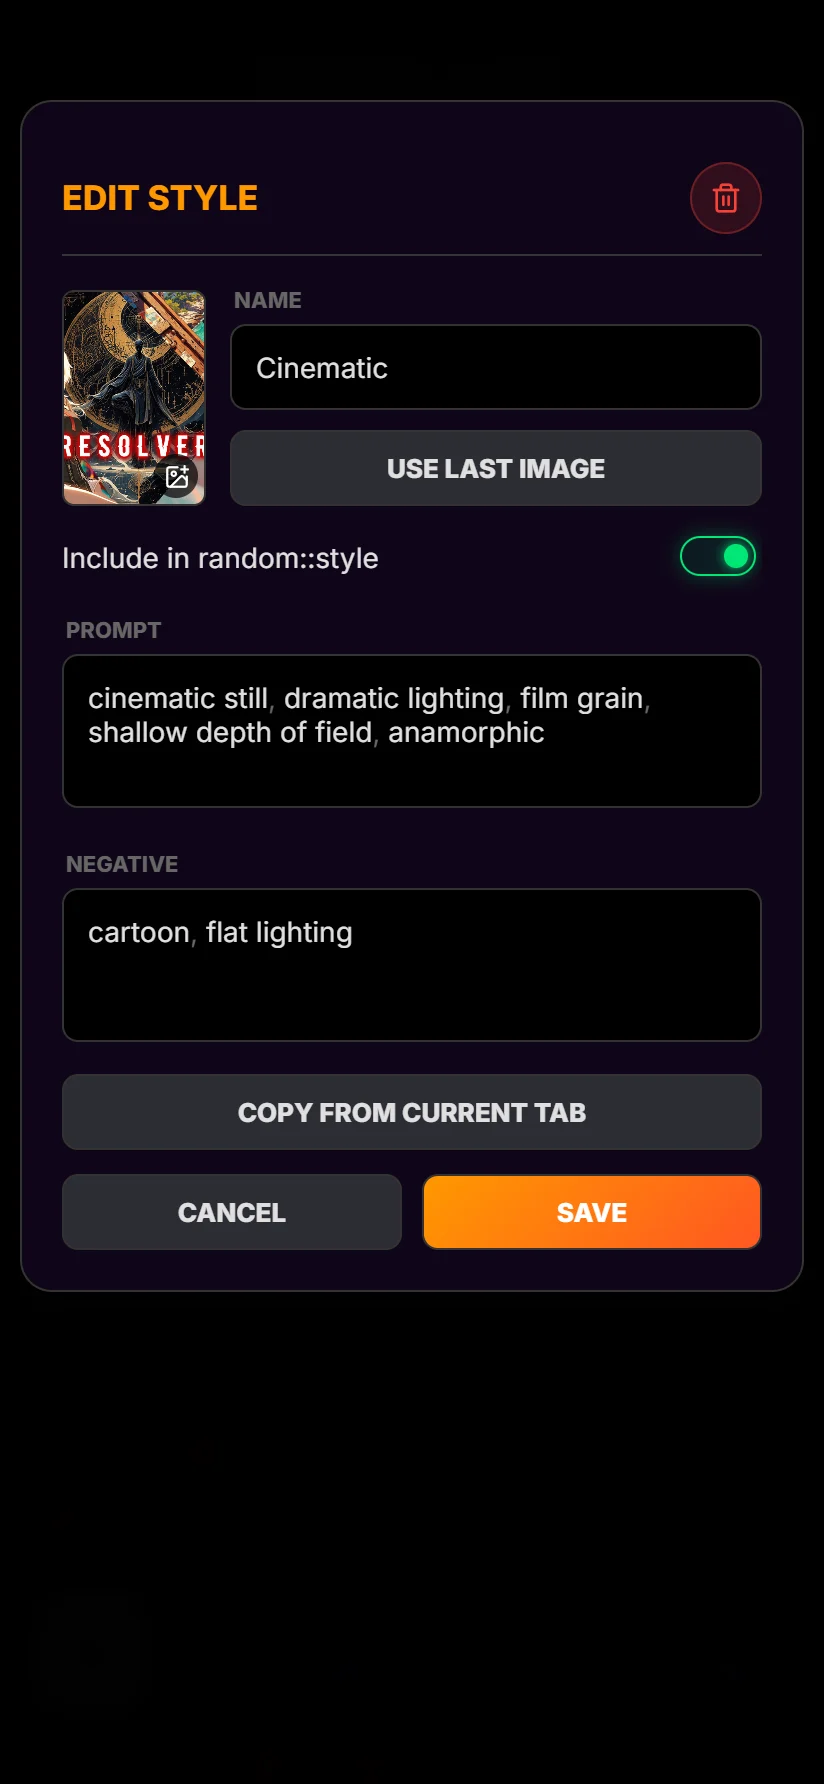 EDIT STYLE
NAME
Cinematic
RESOLVER
USE LAST IMAGE
Include in random::style
PROMPT
cinematic still, dramatic lighting, film grain,
shallow depth of field, anamorphic
NEGATIVE
cartoon, flat lighting
COPY FROM CURRENT TAB
CANCEL
SAVE